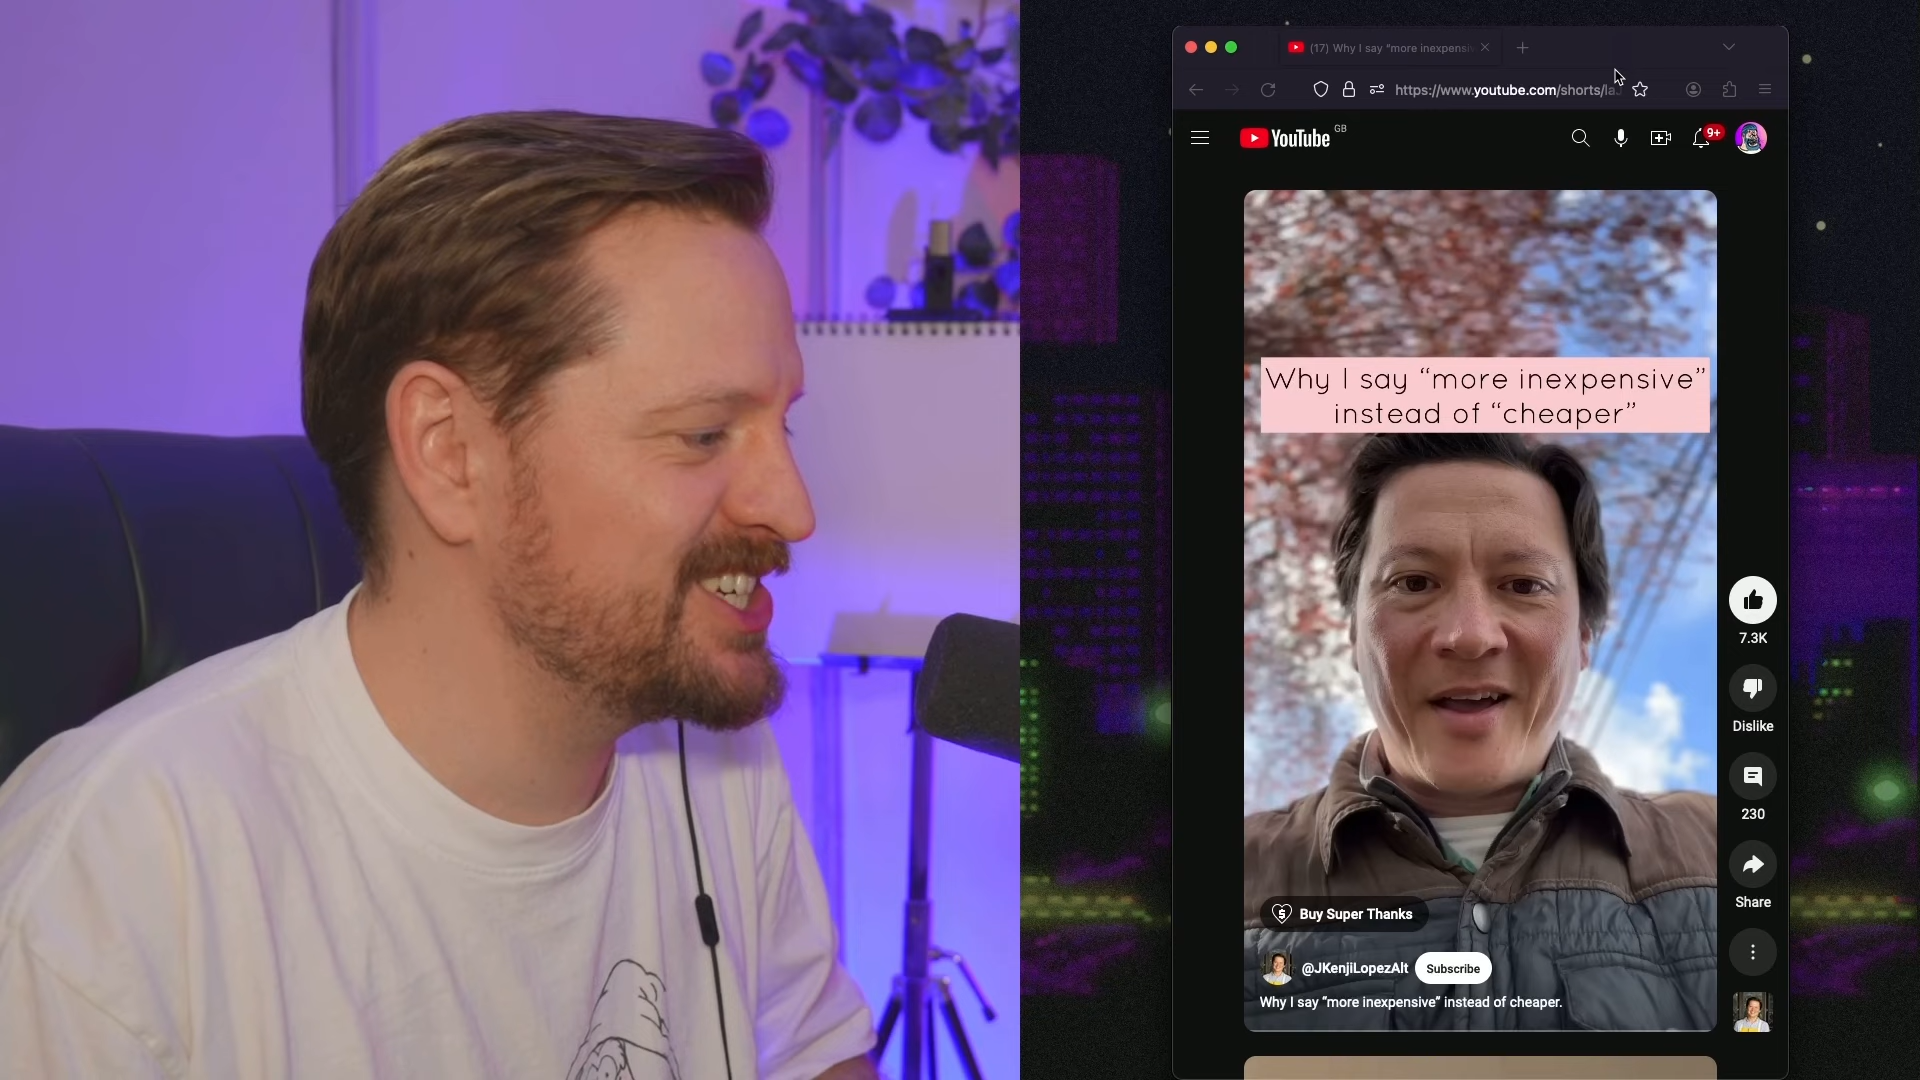 (17) Why I say “more inexpensi
https://www.youtube.com/shorts/la
YouTube GB
9+
Why I say “more inexpensive”
instead of “cheaper”
7.3K
Dislike
230
Share
Buy Super Thanks
@JKenjiLopezAlt Subscribe
Why I say “more inexpensive” instead of cheaper.